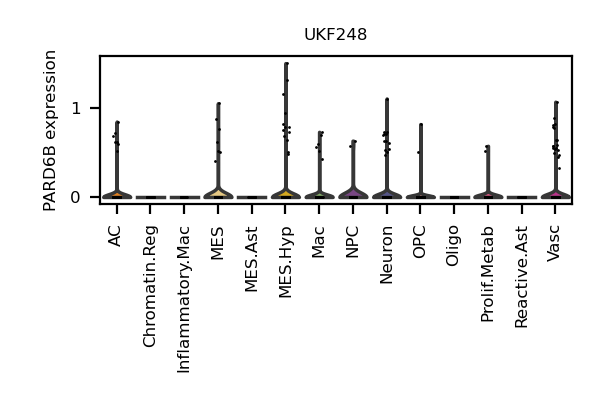 UKF248
PARD6B expression
1
0
AC
Chromatin.Reg
Inflammatory.Mac
MES
MES.Ast
MES.Hyp
Mac
NPC
Neuron
OPC
Oligo
Prolif.Metab
Reactive.Ast
Vasc